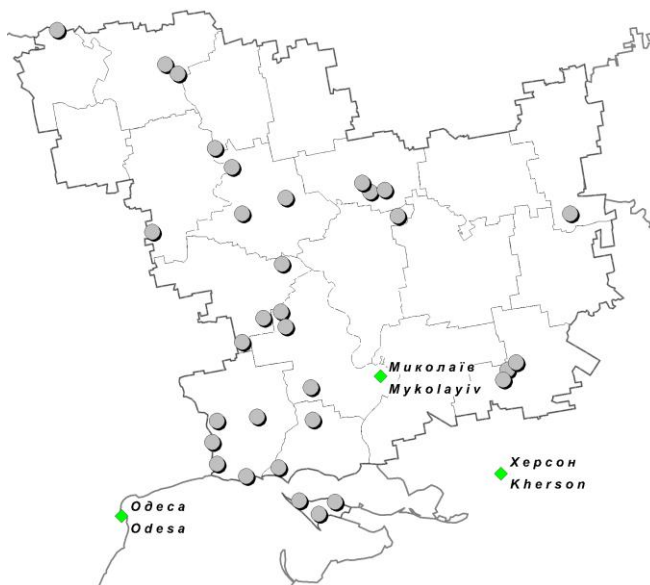 Миколаїв
Mykolayiv
Херсон
Kherson
Одеса
Odesa